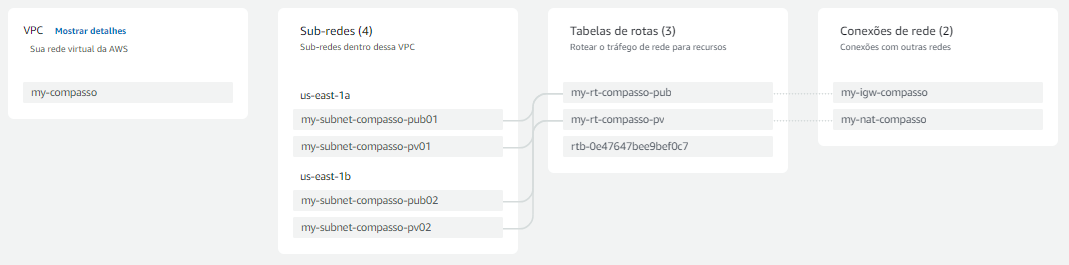 VPC Mostrar detalhes
Sua rede virtual da AWS
my-compasso
Sub-redes (4)
Sub-redes dentro dessa VPC
us-east-1a
my-subnet-compasso-pub01
my-subnet-compasso-pv01
us-east-1b
my-subnet-compasso-pub02
my-subnet-compasso-pv02
Tabelas de rotas (3)
Rotear o tráfego de rede para recursos
my-rt-compasso-pub
my-rt-compasso-pv
rtb-0e47647bee9bef0c7
Conexões de rede (2)
Conexões com outras redes
my-igw-compasso
my-nat-compasso